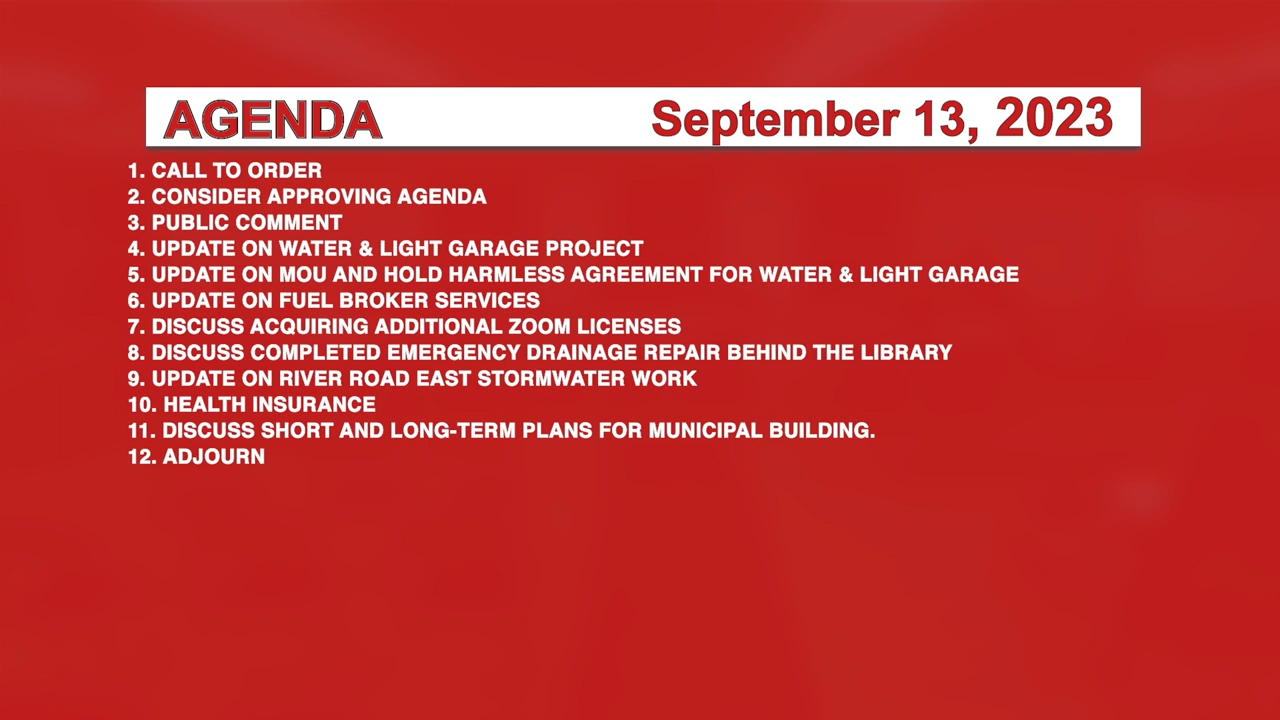 AGENDA September 13, 2023
1. CALL TO ORDER
2. CONSIDER APPROVING AGENDA
3. PUBLIC COMMENT
4. UPDATE ON WATER & LIGHT GARAGE PROJECT
5. UPDATE ON MOU AND HOLD HARMLESS AGREEMENT FOR WATER & LIGHT GARAGE
6. UPDATE ON FUEL BROKER SERVICES
7. DISCUSS ACQUIRING ADDITIONAL ZOOM LICENSES
8. DISCUSS COMPLETED EMERGENCY DRAINAGE REPAIR BEHIND THE LIBRARY
9. UPDATE ON RIVER ROAD EAST STORMWATER WORK
10. HEALTH INSURANCE
11. DISCUSS SHORT AND LONG-TERM PLANS FOR MUNICIPAL BUILDING.
12. ADJOURN